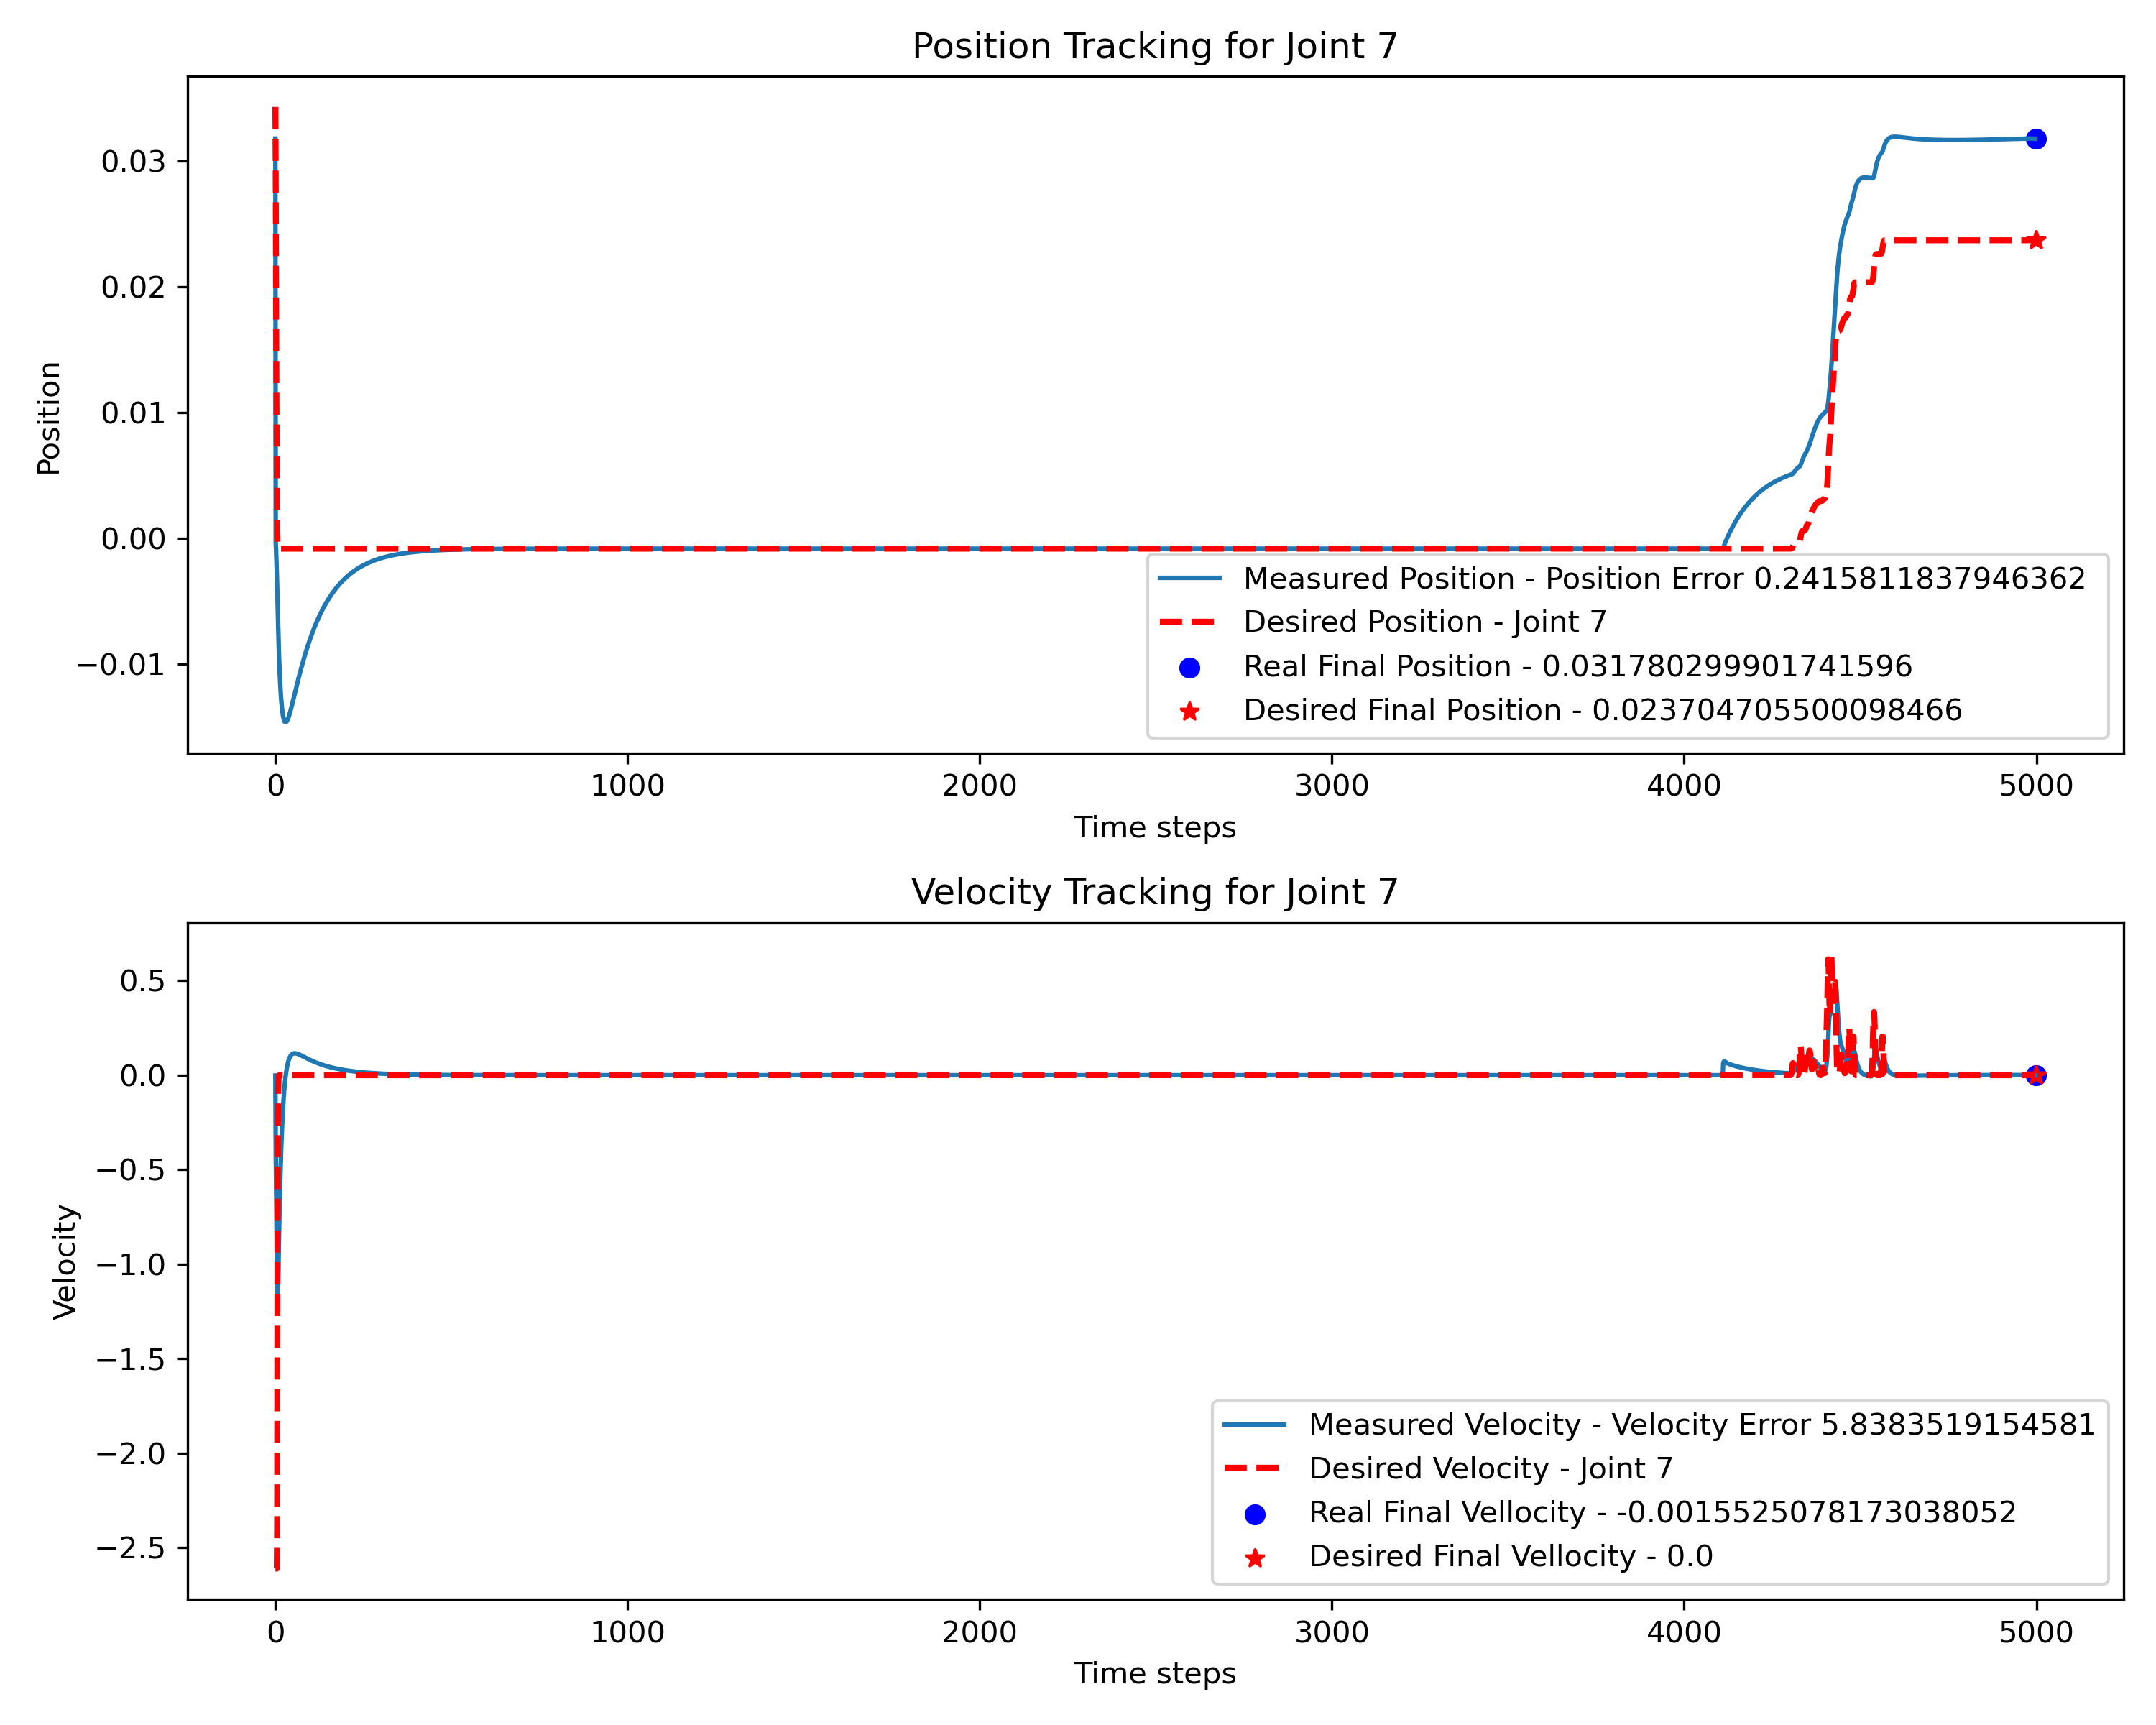 Position Tracking for Joint 7
Position
0.03
0.02
0.01
0.00
−0.01
Measured Position - Position Error 0.2415811837946362
Desired Position - Joint 7
Real Final Position - 0.031780299901741596
Desired Final Position - 0.023704705500098466
0 1000 2000 3000 4000 5000
Time steps
Velocity Tracking for Joint 7
Velocity
0.5
0.0
−0.5
−1.0
−1.5
−2.0
−2.5
Measured Velocity - Velocity Error 5.8383519154581
Desired Velocity - Joint 7
Real Final Vellocity - -0.0015525078173038052
Desired Final Vellocity - 0.0
0 1000 2000 3000 4000 5000
Time steps